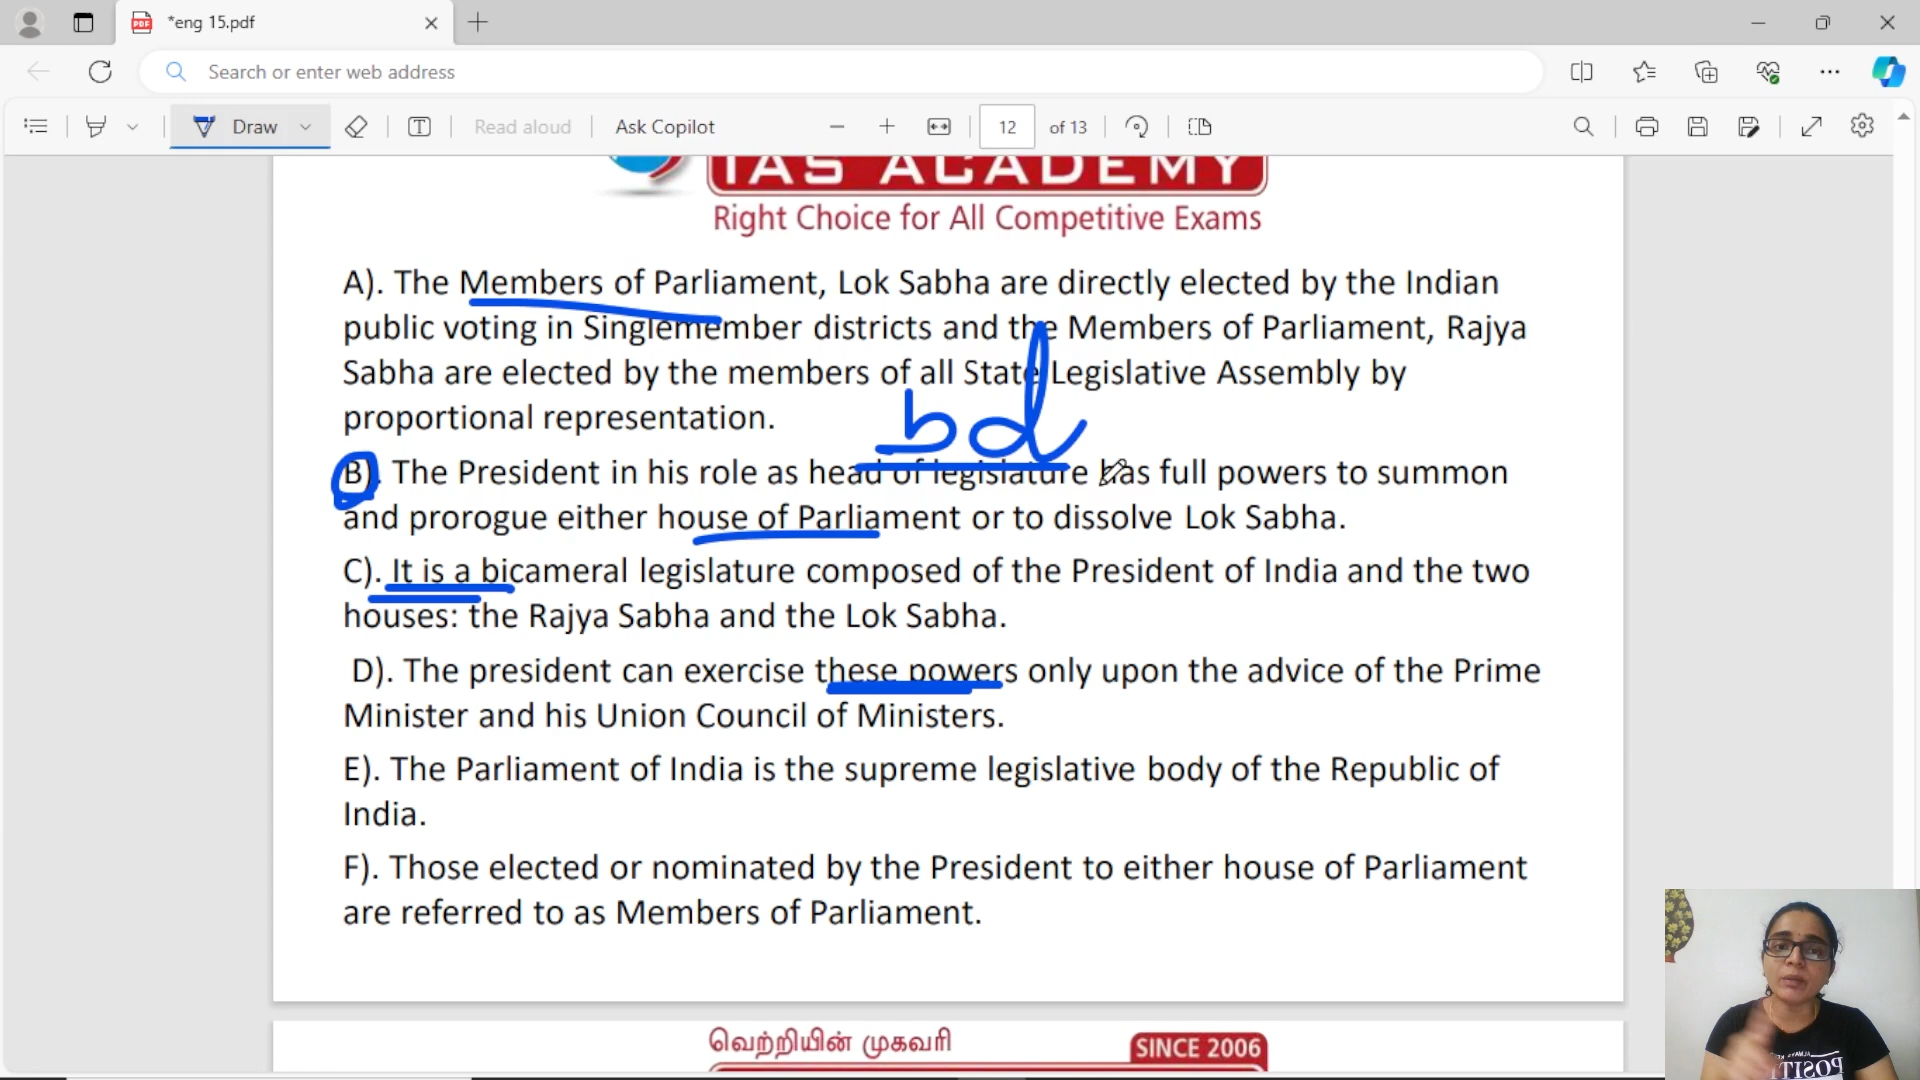 *eng 15.pdf
Search or enter web address
Draw
Read aloud
Ask Copilot
12 of 13
IAS ACADEMY
Right Choice for All Competitive Exams
A). The Members of Parliament, Lok Sabha are directly elected by the Indian
public voting in Singlemember districts and the Members of Parliament, Rajya
Sabha are elected by the members of all State Legislative Assembly by
proportional representation.
bd
B). The President in his role as head of legislature has full powers to summon
and prorogue either house of Parliament or to dissolve Lok Sabha.
C). It is a bicameral legislature composed of the President of India and the two
houses: the Rajya Sabha and the Lok Sabha.
D). The president can exercise these powers only upon the advice of the Prime
Minister and his Union Council of Ministers.
E). The Parliament of India is the supreme legislative body of the Republic of
India.
F). Those elected or nominated by the President to either house of Parliament
are referred to as Members of Parliament.
வெற்றியின் முகவரி
SINCE 2006